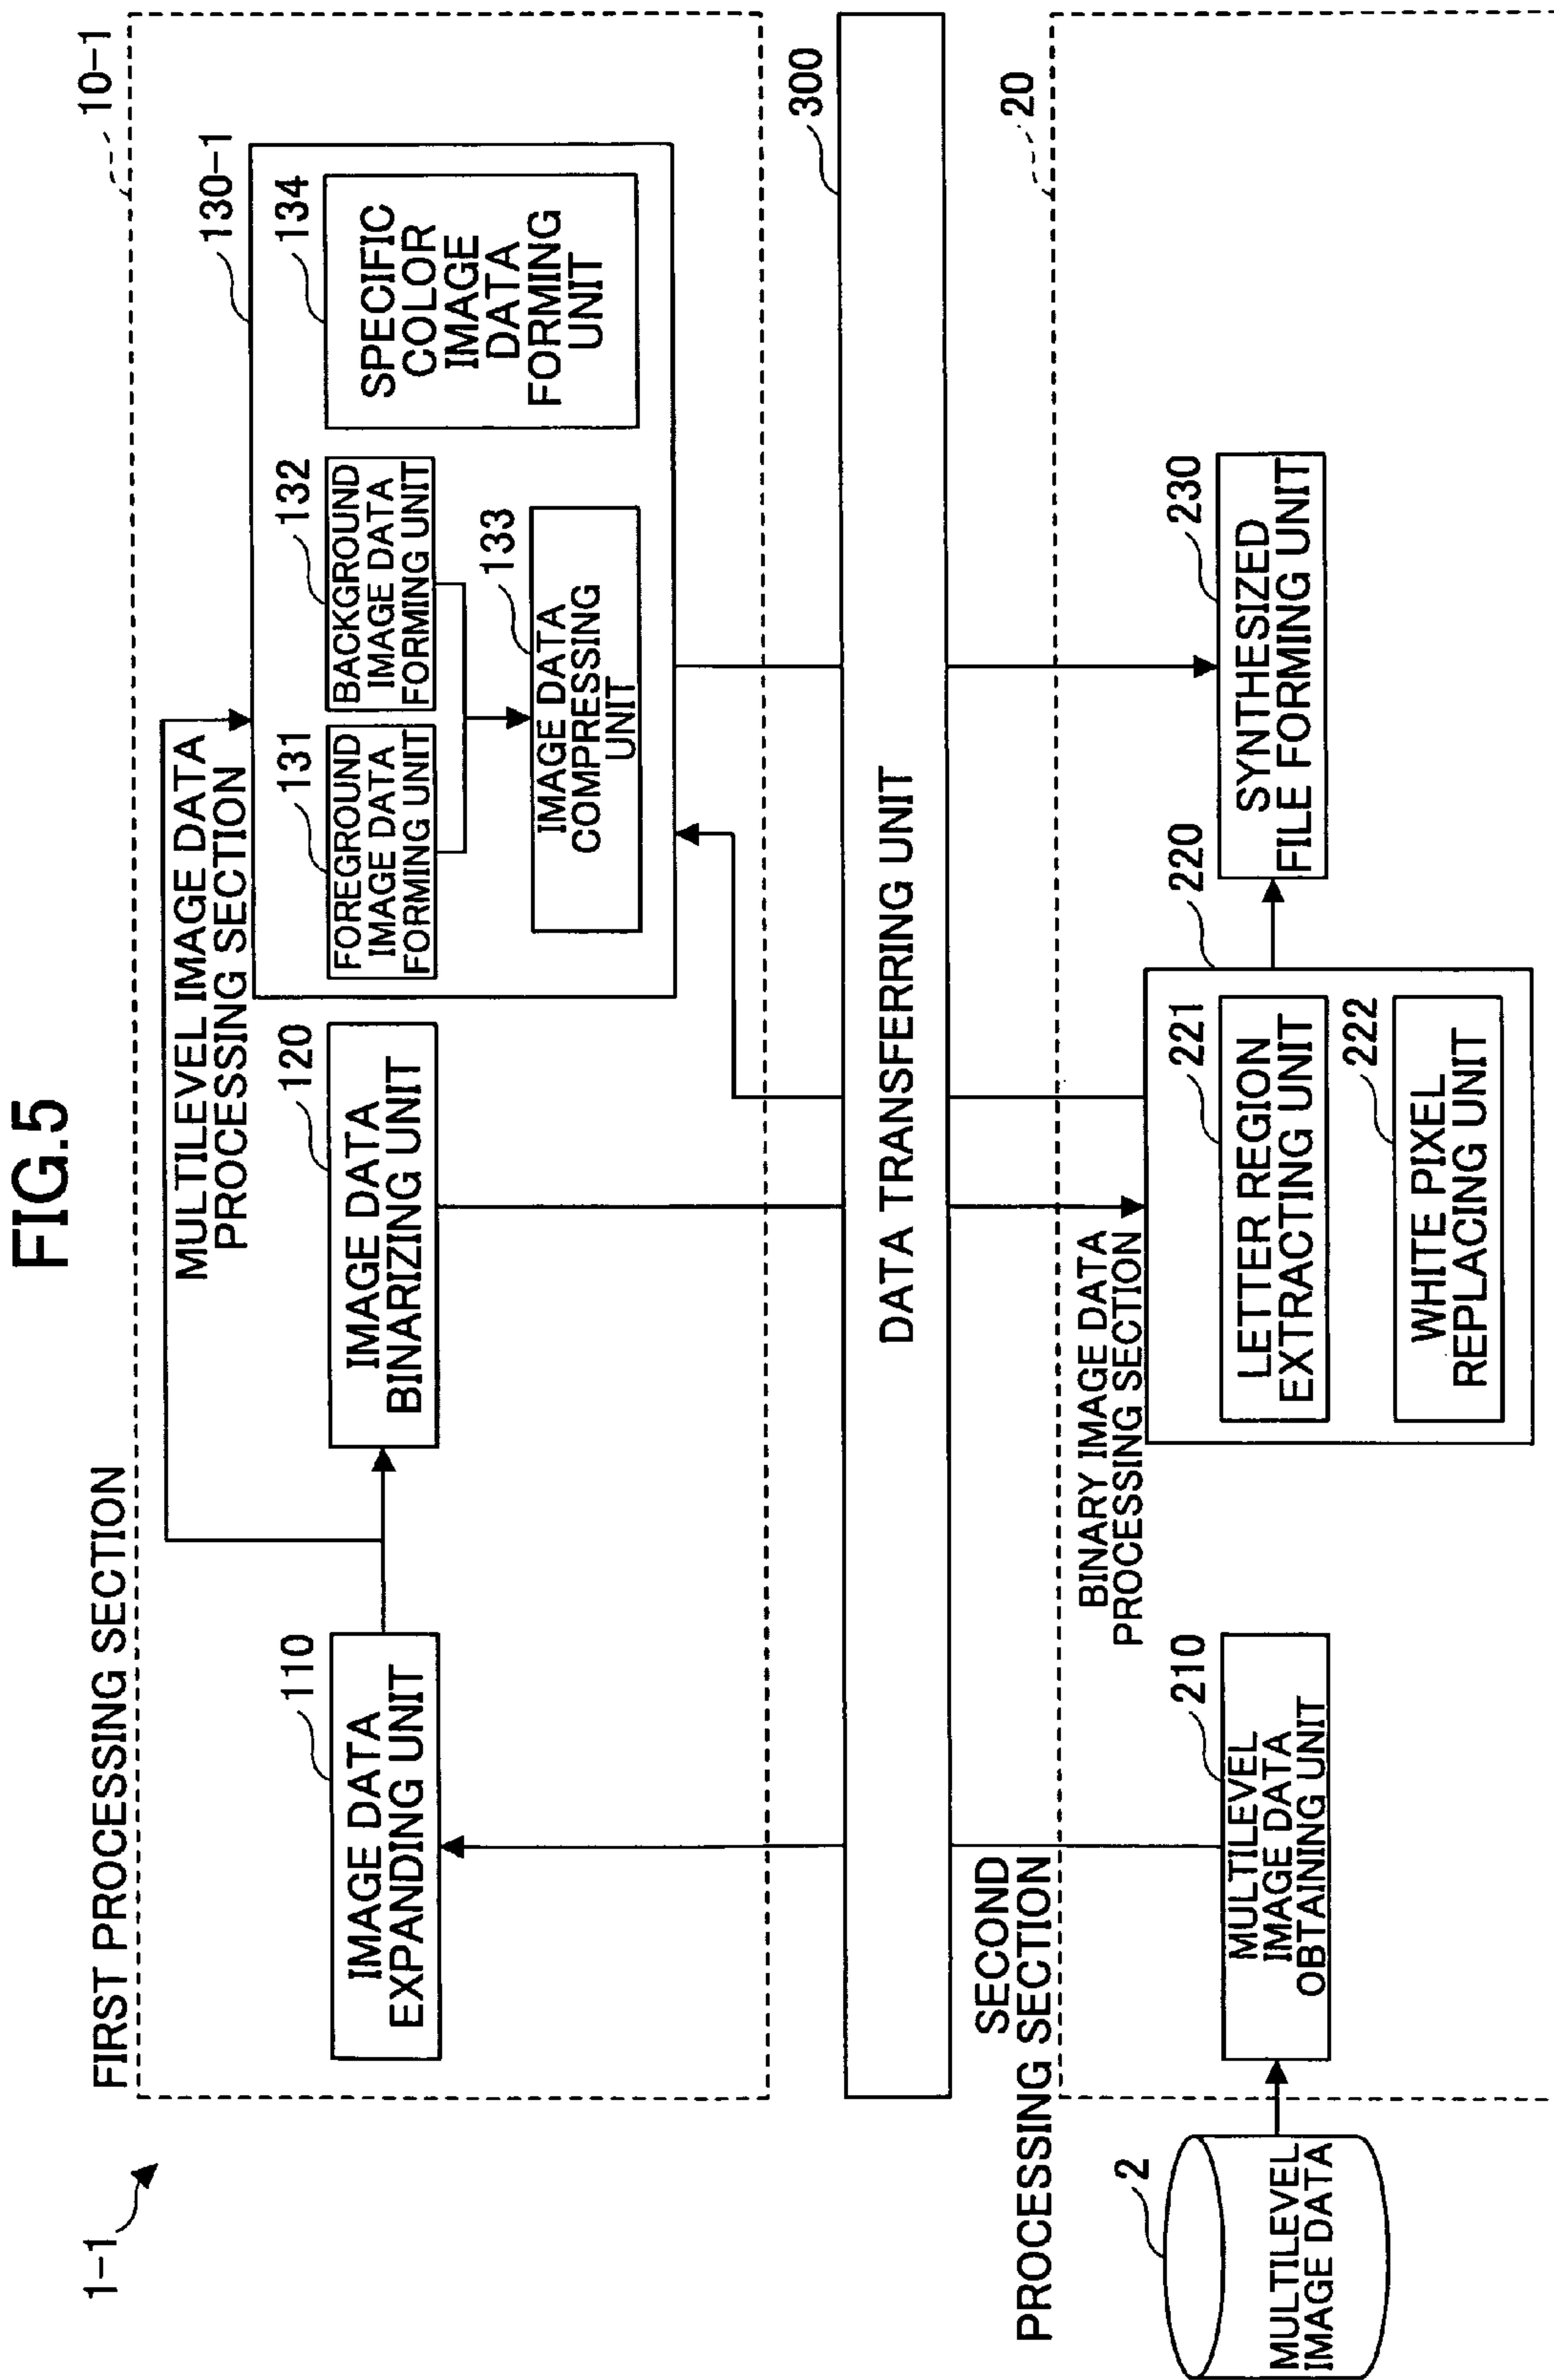 FIG.5
1-1
FIRST PROCESSING SECTION
10-1
MULTILEVEL IMAGE DATA
PROCESSING SECTION
130-1
110
IMAGE DATA
EXPANDING UNIT
120
IMAGE DATA
BINARIZING UNIT
131
FOREGROUND
IMAGE DATA
FORMING UNIT
132
BACKGROUND
IMAGE DATA
FORMING UNIT
133
IMAGE DATA
COMPRESSING
UNIT
134
SPECIFIC
COLOR
IMAGE
DATA
FORMING
UNIT
300
DATA TRANSFERRING UNIT
SECOND
PROCESSING SECTION
20
2
MULTILEVEL
IMAGE DATA
210
MULTILEVEL
IMAGE DATA
OBTAINING UNIT
BINARY IMAGE DATA
PROCESSING SECTION
220
221
LETTER REGION
EXTRACTING UNIT
222
WHITE PIXEL
REPLACING UNIT
230
SYNTHESIZED
FILE FORMING UNIT